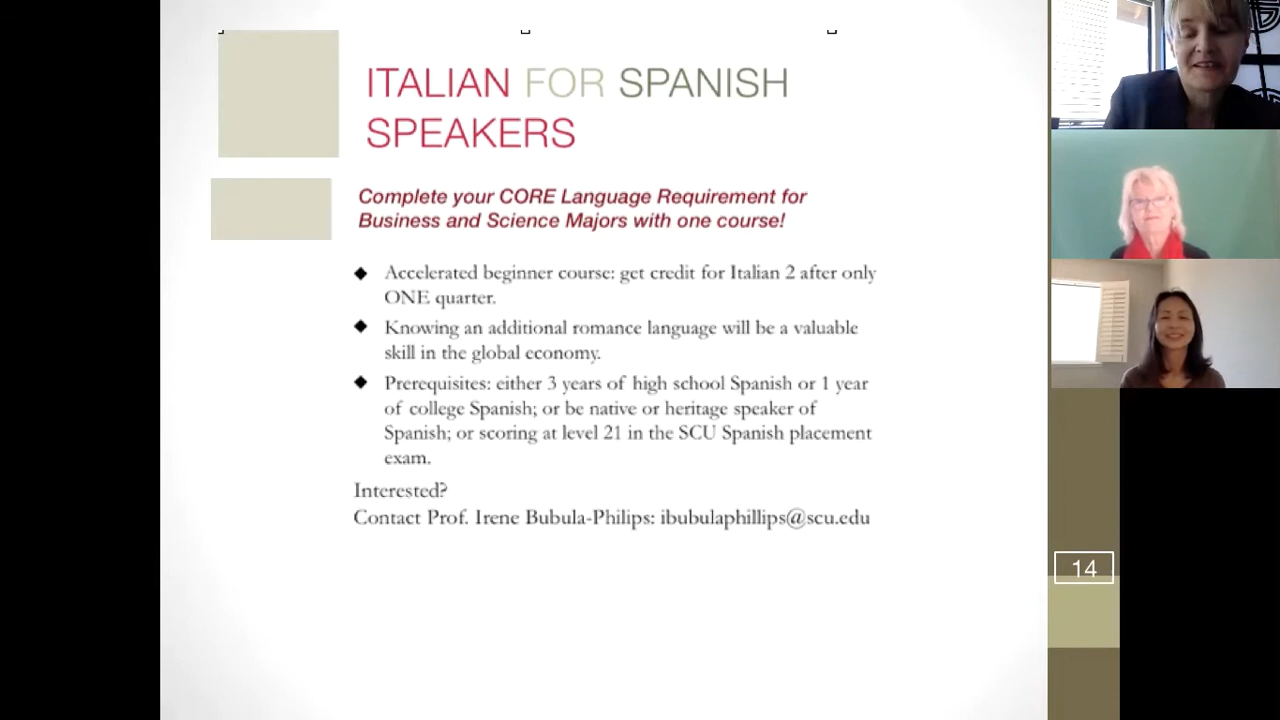 ITALIAN FOR SPANISH
SPEAKERS
Complete your CORE Language Requirement for
Business and Science Majors with one course!
◆ Accelerated beginner course: get credit for Italian 2 after only
ONE quarter.
◆ Knowing an additional romance language will be a valuable
skill in the global economy.
◆ Prerequisites: either 3 years of high school Spanish or 1 year
of college Spanish; or be native or heritage speaker of
Spanish; or scoring at level 21 in the SCU Spanish placement
exam.
Interested?
Contact Prof. Irene Bubula-Philips: ibubulaphillips@scu.edu
14